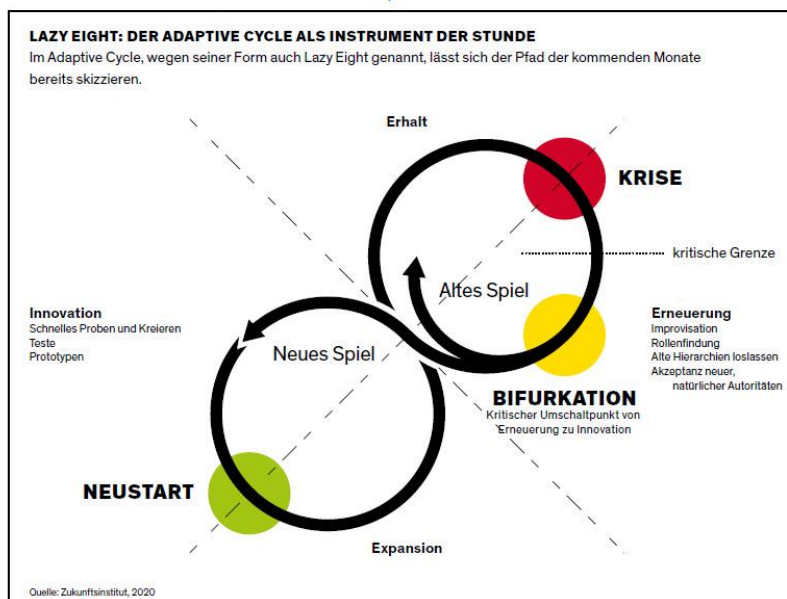 LAZY EIGHT: DER ADAPTIVE CYCLE ALS INSTRUMENT DER STUNDE
Im Adaptive Cycle, wegen seiner Form auch Lazy Eight genannt, lässt sich der Pfad der kommenden Monate
bereits skizzieren.
Erhalt
KRISE
kritische Grenze
Altes Spiel
Innovation
Schnelles Proben und Kreieren
Teste
Prototypen
Erneuerung
Improvisation
Rollenfindung
Alte Hierarchien loslassen
Akzeptanz neuer,
natürlicher Autoritäten
Neues Spiel
BIFURKATION
Kritischer Umschaltpunkt von
Erneuerung zu Innovation
NEUSTART
Expansion
Quelle: Zukunftsinstitut, 2020